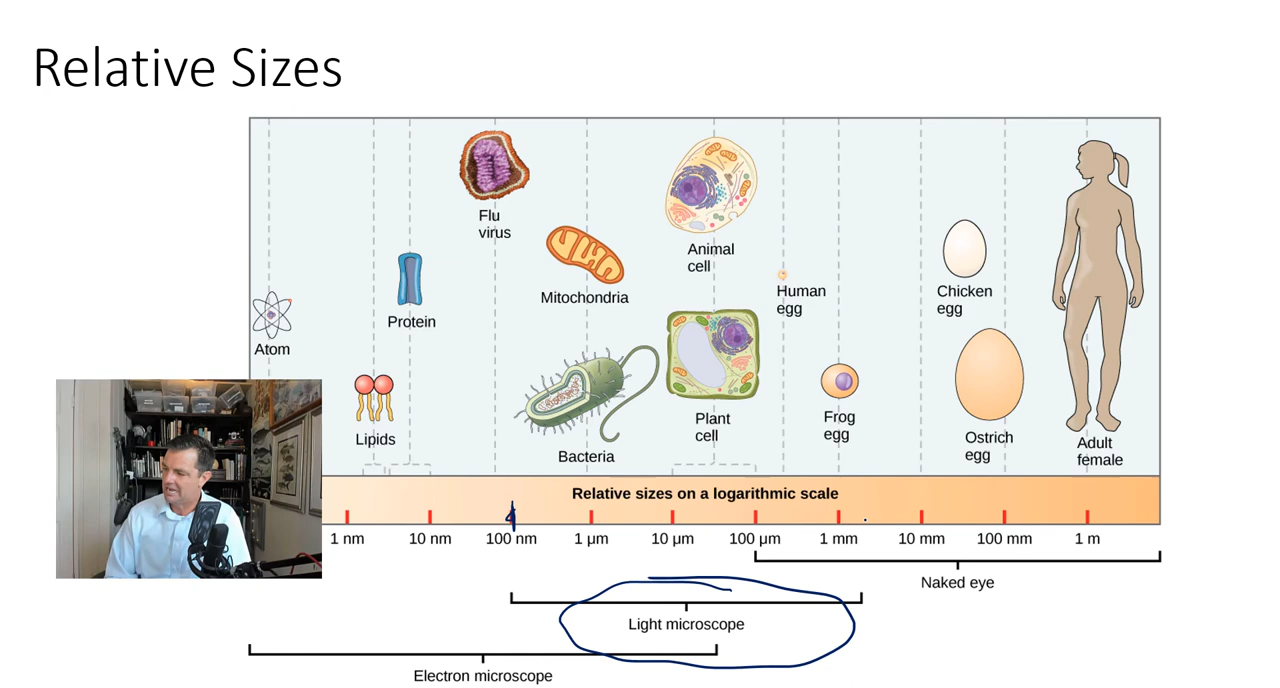 Relative Sizes
Flu
virus
Animal
cell
Human
egg
Chicken
egg
Mitochondria
Protein
Atom
Lipids
Bacteria
Plant
cell
Frog
egg
Ostrich
egg
Adult
female
Relative sizes on a logarithmic scale
1 nm 10 nm 100 nm 1 µm 10 µm 100 µm 1 mm 10 mm 100 mm 1 m
Naked eye
Light microscope
Electron microscope